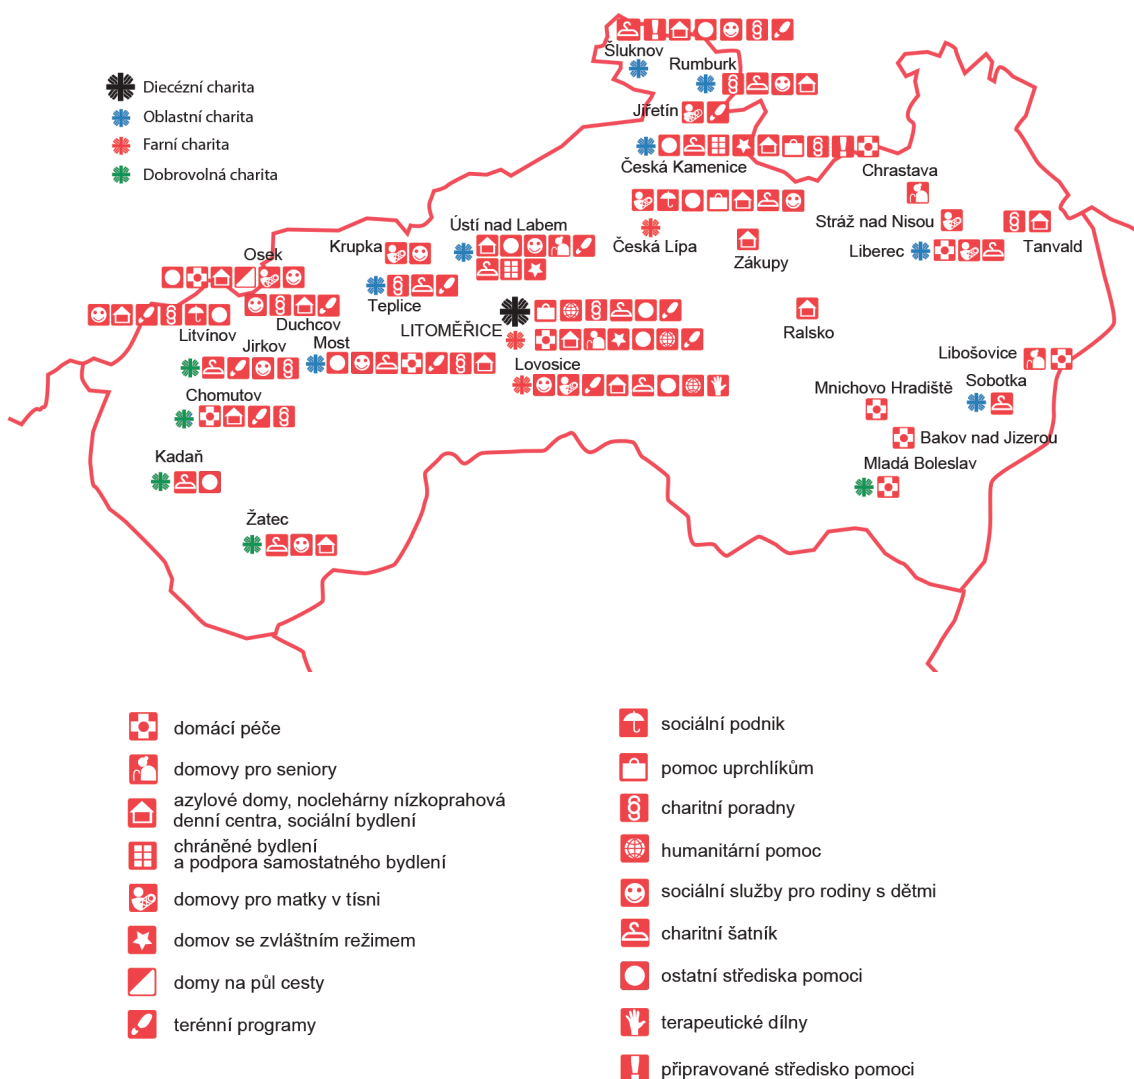 Šluknov
Rumburk
Diecézní charita
Oblastní charita
Farní charita
Dobrovolná charita
Jiřetín
Česká Kamenice
Chrastava
Stráž nad Nisou
Tanvald
Liberec
Česká Lípa
Zákupy
Ústí nad Labem
Krupka
Osek
Teplice
Duchcov
LITOMĚŘICE
Litvínov
Jirkov
Most
Lovosice
Ralsko
Libošovice
Sobotka
Mnichovo Hradiště
Chomutov
Bakov nad Jizerou
Mladá Boleslav
Kadaň
Žatec
domácí péče
domovy pro seniory
azylové domy, noclehárny nízkoprahová
denní centra, sociální bydlení
chráněné bydlení
a podpora samostatného bydlení
domovy pro matky v tísni
domov se zvláštním režimem
domy na půl cesty
terénní programy
sociální podnik
pomoc uprchlíkům
charitní poradny
humanitární pomoc
sociální služby pro rodiny s dětmi
charitní šatník
ostatní střediska pomoci
terapeutické dílny
připravované středisko pomoci